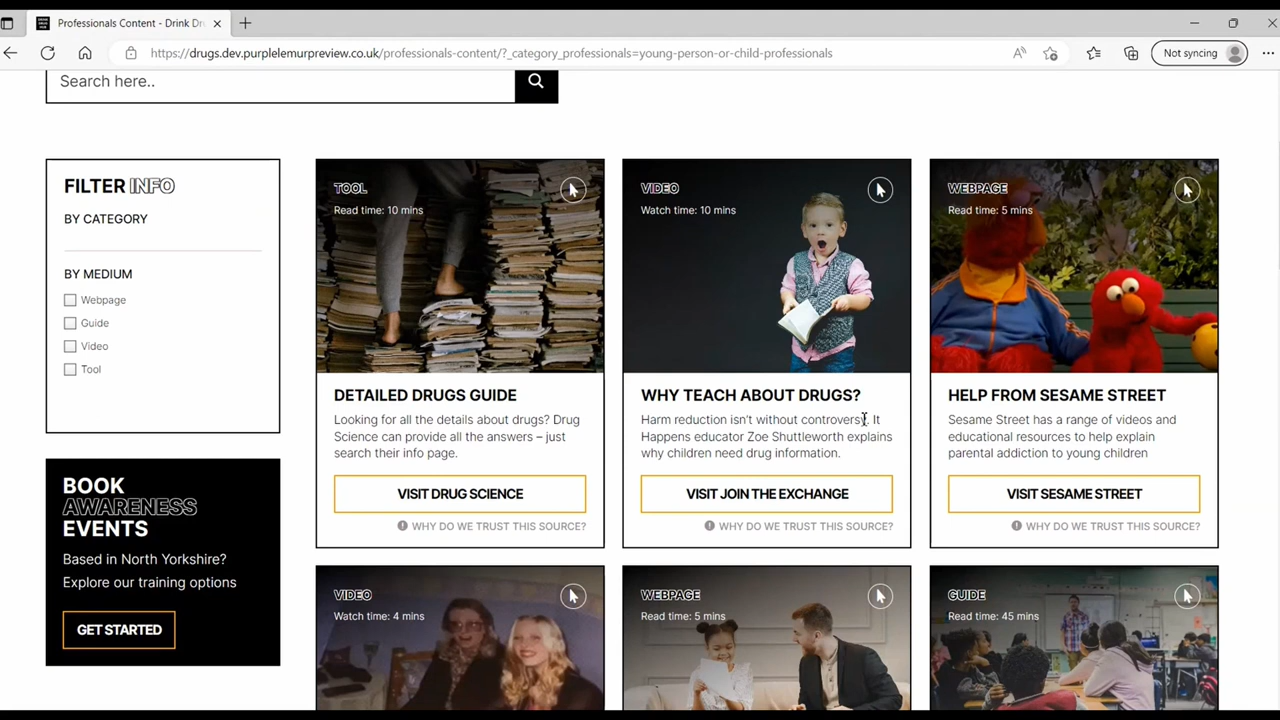 Professionals Content - Drink Dr
https://drugs.dev.purplelemurpreview.co.uk/professionals-content/?_category_professionals=young-person-or-child-professionals
Not syncing
Search here..
FILTER INFO
BY CATEGORY
BY MEDIUM
Webpage
Guide
Video
Tool
BOOK
AWARENESS
EVENTS
Based in North Yorkshire?
Explore our training options
GET STARTED
TOOL
Read time: 10 mins
DETAILED DRUGS GUIDE
Looking for all the details about drugs? Drug
Science can provide all the answers – just
search their info page.
VISIT DRUG SCIENCE
WHY DO WE TRUST THIS SOURCE?
VIDEO
Watch time: 10 mins
WHY TEACH ABOUT DRUGS?
Harm reduction isn't without controversy. It
Happens educator Zoe Shuttleworth explains
why children need drug information.
VISIT JOIN THE EXCHANGE
WHY DO WE TRUST THIS SOURCE?
WEBPAGE
Read time: 5 mins
HELP FROM SESAME STREET
Sesame Street has a range of videos and
educational resources to help explain
parental addiction to young children
VISIT SESAME STREET
WHY DO WE TRUST THIS SOURCE?
VIDEO
Watch time: 4 mins
WEBPAGE
Read time: 5 mins
GUIDE
Read time: 45 mins